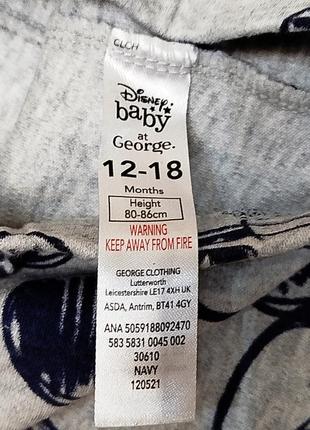 CLCH
Disney
baby
at
George.
12-18
Months
Height
80-86cm
WARNING
KEEP AWAY FROM FIRE
GEORGE CLOTHING
Lutterworth
Leicestershire LE17 4XH UK
ASDA, Antrim, BT41 4GY
ANA 5059188092470
583 5831 0045 002
30610
NAVY
120521